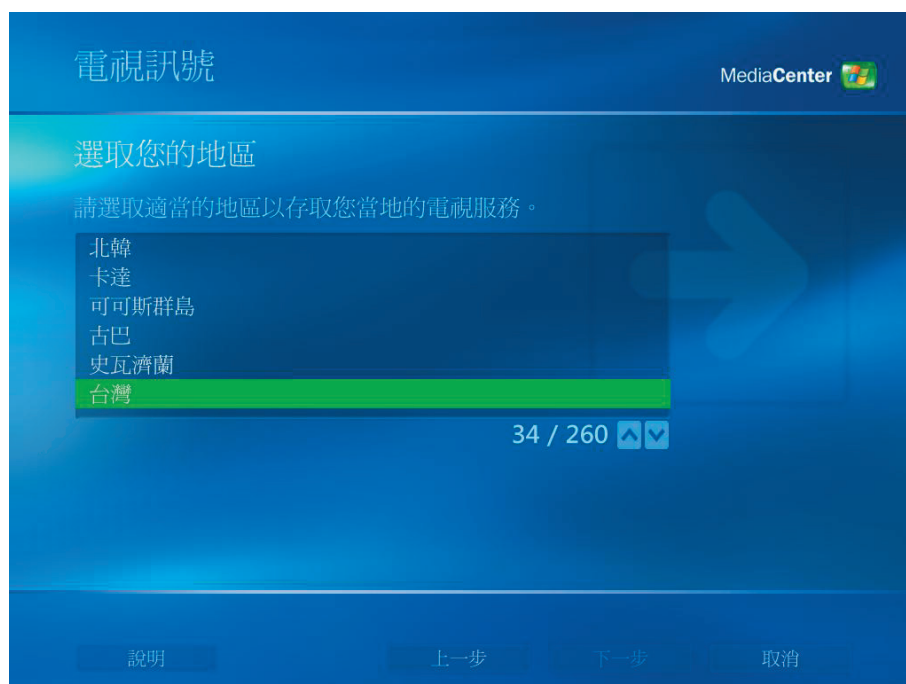 電視訊號
MediaCenter
選取您的地區
請選取適當的地區以存取您當地的電視服務。
北韓
卡達
可可斯群島
古巴
史瓦濟蘭
台灣
34 / 260
說明
上一步
下一步
取消